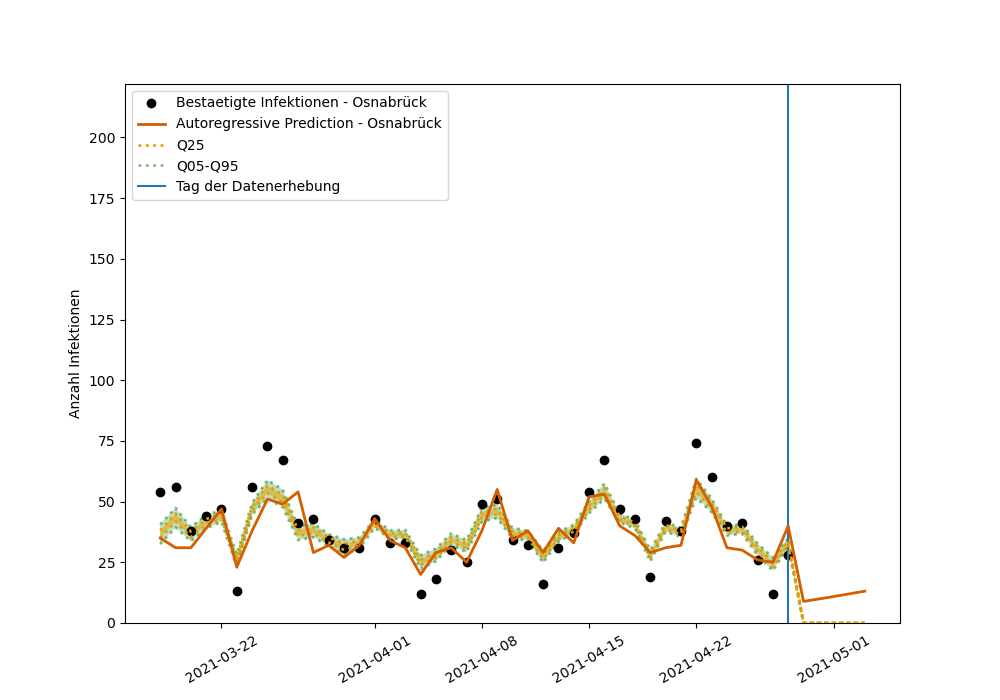 Bestaetigte Infektionen - Osnabrück
Autoregressive Prediction - Osnabrück
Q25
Q05-Q95
Tag der Datenerhebung
200
175
150
125
100
75
50
25
0
Anzahl Infektionen
2021-03-22
2021-04-01
2021-04-08
2021-04-15
2021-04-22
2021-05-01